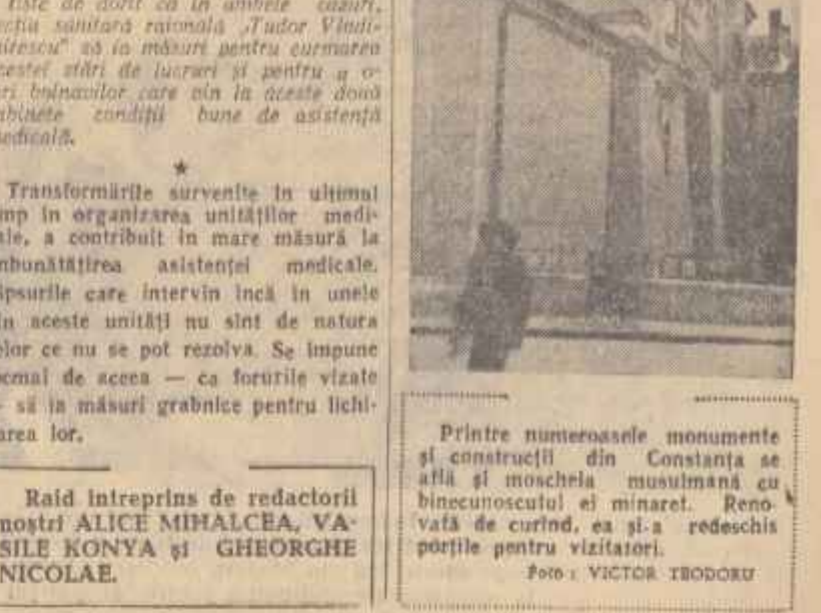 Este de dorit ca în ambele cazuri,
ecția sanitară raională „Tudor Vladi-
irescu" să ia măsuri pentru curmarea
cestei stări de lucruri și pentru a o-
ri bolnavilor care vin la aceste două
abinete condiții bune de asistență
edicală.
★
Transformările survenite în ultimul
mp în organizarea unităților medi-
ale, a contribuit în mare măsură la
nbunătățirea asistenței medicale.
ipsurile care intervin încă în unele
in aceste unități nu sînt de natura
elor ce nu se pot rezolva. Se impune
ocmai de aceea — ca forurile vizate
- să ia măsuri grabnice pentru lichi-
area lor.
Raid întreprins de redactorii
noștri ALICE MIHALCEA, VA-
SILE KONYA și GHEORGHE
NICOLAE.
Printre numeroasele monumente
și construcții din Constanța se
află și moscheia musulmană cu
binecunoscutul ei minaret. Reno-
vată de curînd, ea și-a redeschis
porțile pentru vizitatori.
Foto : VICTOR TEODORU